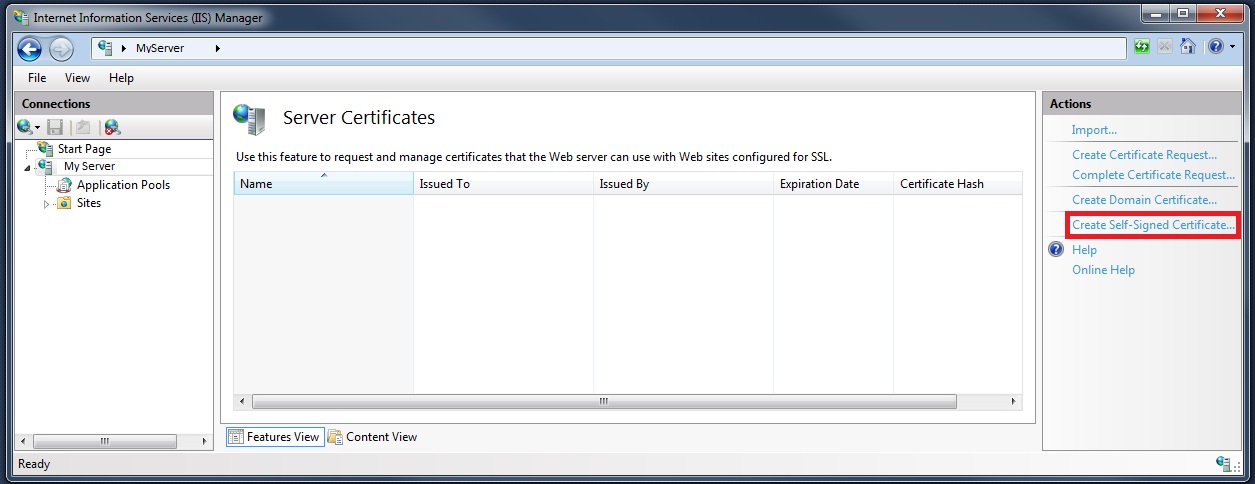 Internet Information Services (IIS) Manager
MyServer
File View Help
Connections
Start Page
My Server
Application Pools
Sites
Server Certificates
Use this feature to request and manage certificates that the Web server can use with Web sites configured for SSL.
Name Issued To Issued By Expiration Date Certificate Hash
Features View Content View
Actions
Import...
Create Certificate Request...
Complete Certificate Request...
Create Domain Certificate...
Create Self-Signed Certificate...
Help
Online Help
Ready